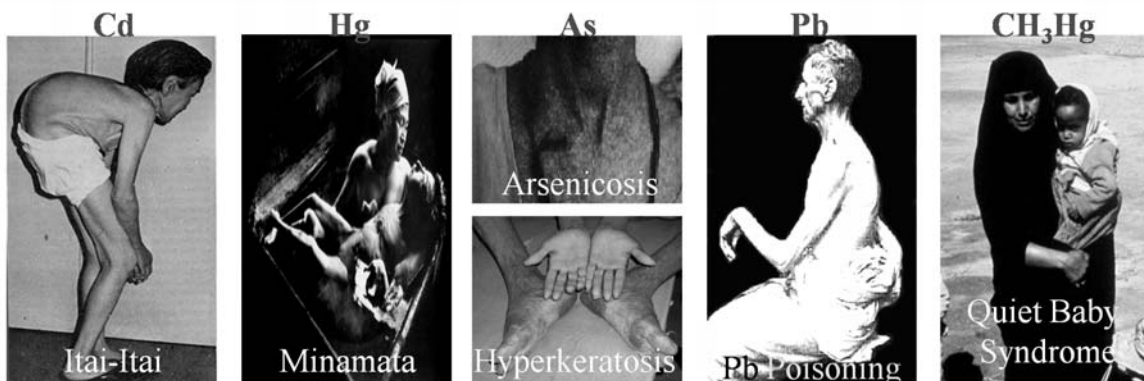 Cd
Hg
As
Pb
CH₃Hg
Itai-Itai
Minamata
Arsenicosis
Hyperkeratosis
Pb Poisoning
Quiet Baby
Syndrome